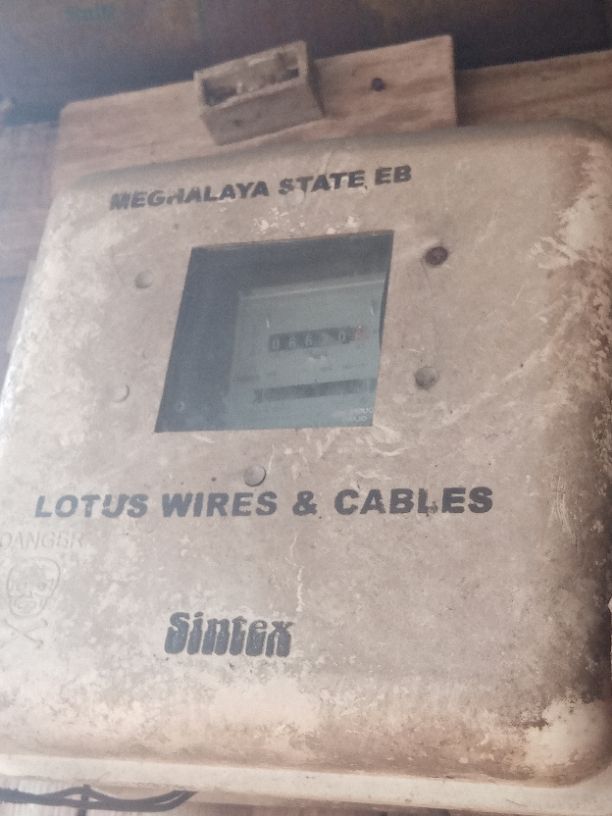 MEGHALAYA STATE EB
LOTUS WIRES & CABLES
DANGER
Sintex